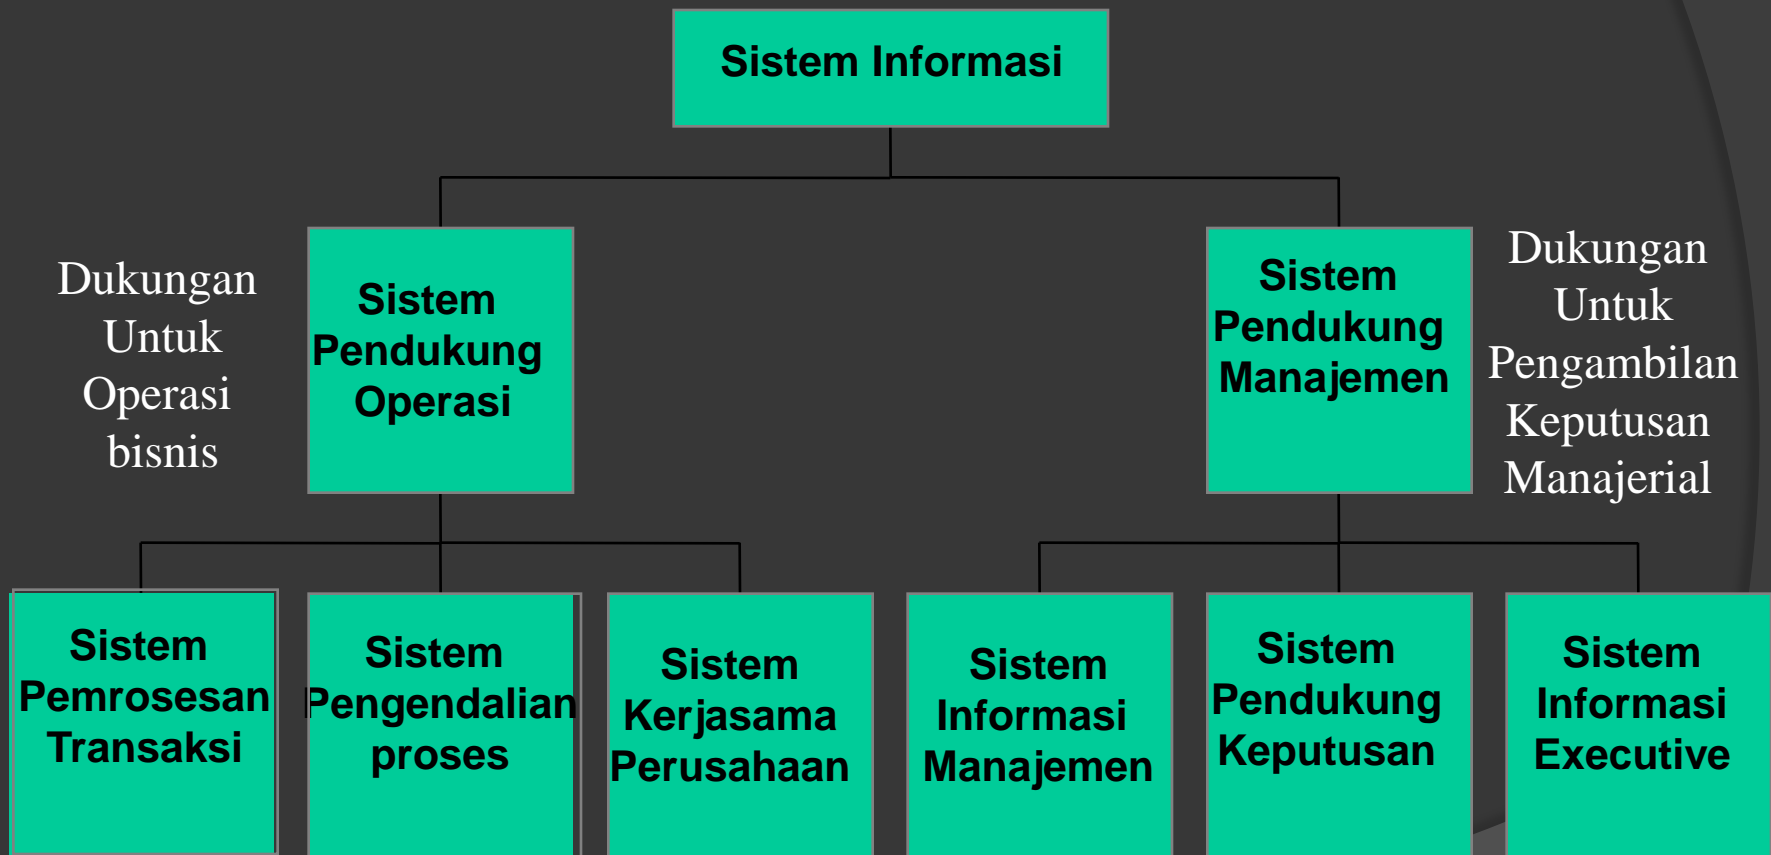 Sistem Informasi
Dukungan
Untuk
Operasi
bisnis
Sistem
Pendukung
Operasi
Sistem
Pendukung
Manajemen
Dukungan
Untuk
Pengambilan
Keputusan
Manajerial
Sistem
Pemrosesan
Transaksi
Sistem
Pengendalian
proses
Sistem
Kerjasama
Perusahaan
Sistem
Informasi
Manajemen
Sistem
Pendukung
Keputusan
Sistem
Informasi
Executive